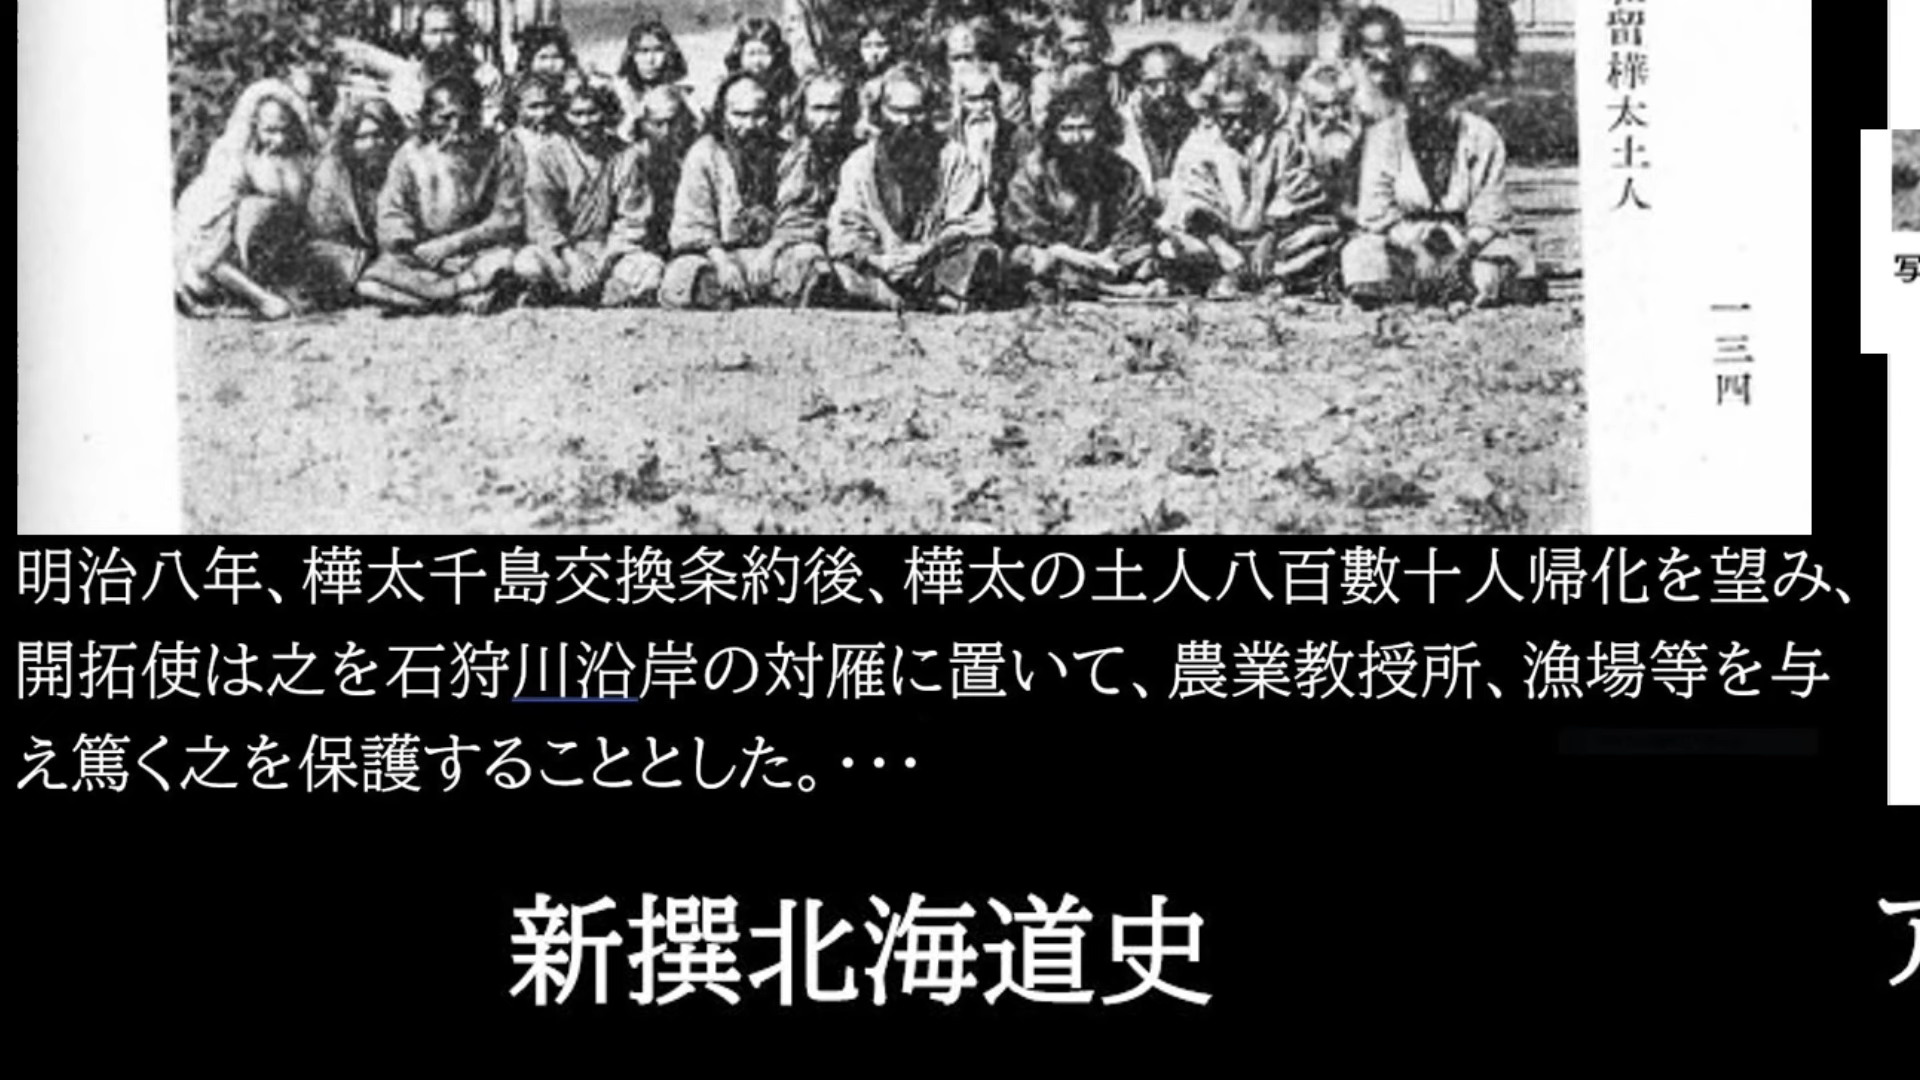 留樺太土人
一三四
明治八年、樺太千島交換条約後、樺太の土人八百數十人帰化を望み、
開拓使は之を石狩川沿岸の対雁に置いて、農業教授所、漁場等を与
え篤く之を保護することとした。・・・
新撰北海道史
写
ア